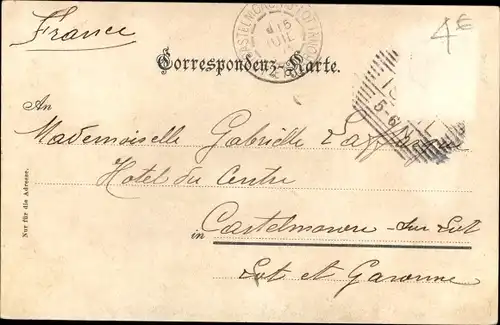 France
4€
Correspondenz-Karte.
An
Mademoiselle Gabrielle
Hotel du Centre
in Castelmoron-sur Lot
Lot et Garonne
Nur für die Adresse.